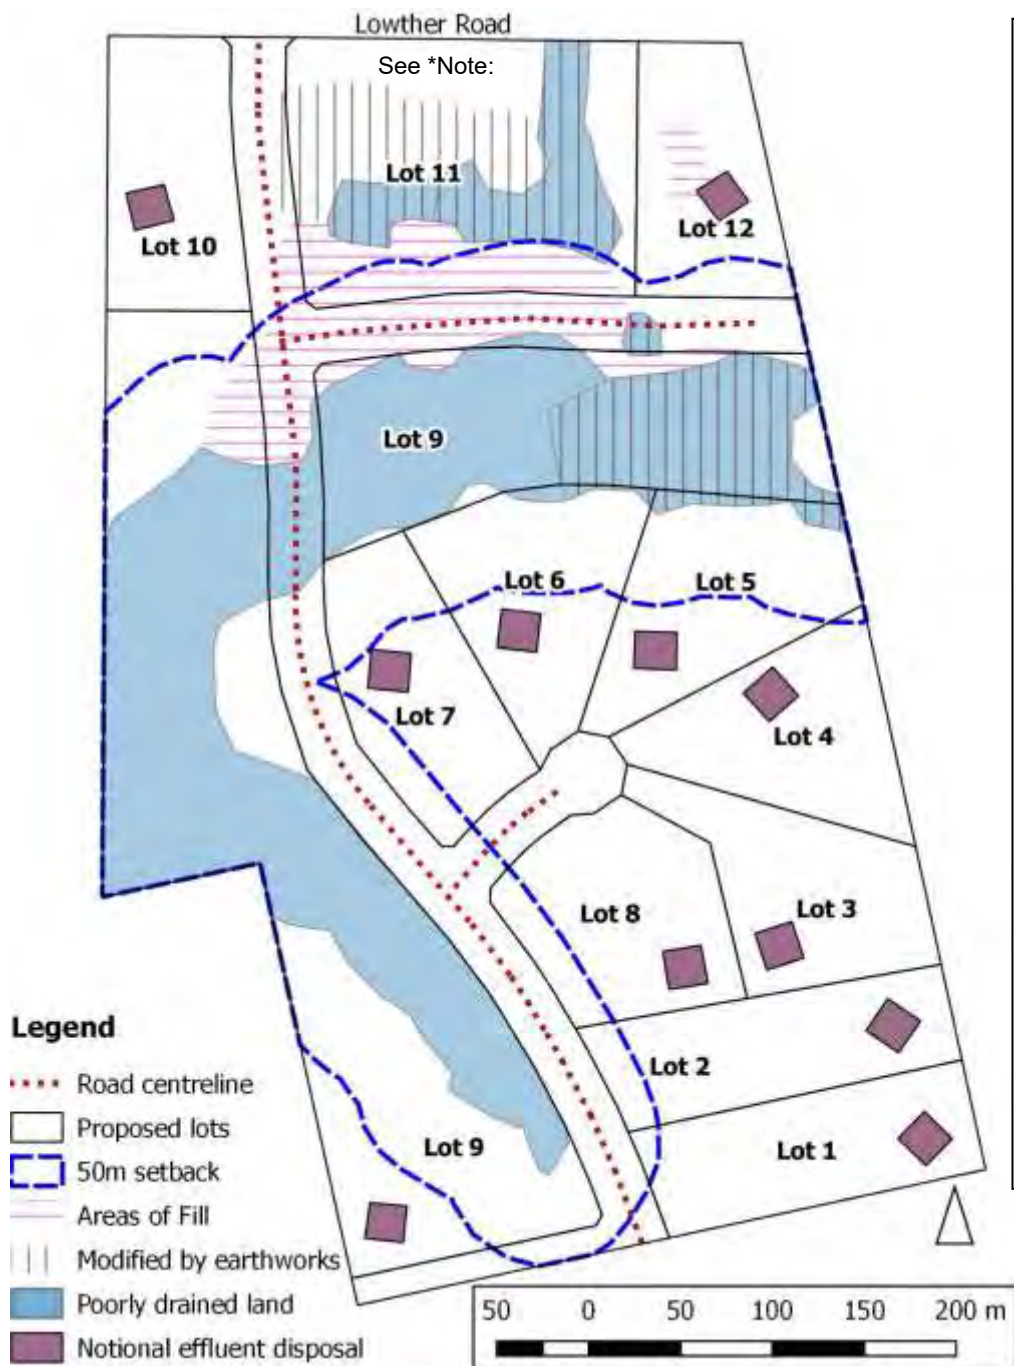 Lowther Road
See *Note:
Lot 11
Lot 12
Lot 10
Lot 9
Lot 6
Lot 5
Lot 7
Lot 4
Lot 8
Lot 3
Lot 2
Lot 9
Lot 1
Legend
Road centreline
Proposed lots
50m setback
Areas of Fill
Modified by earthworks
Poorly drained land
Notional effluent disposal
50 0 50 100 150 200 m